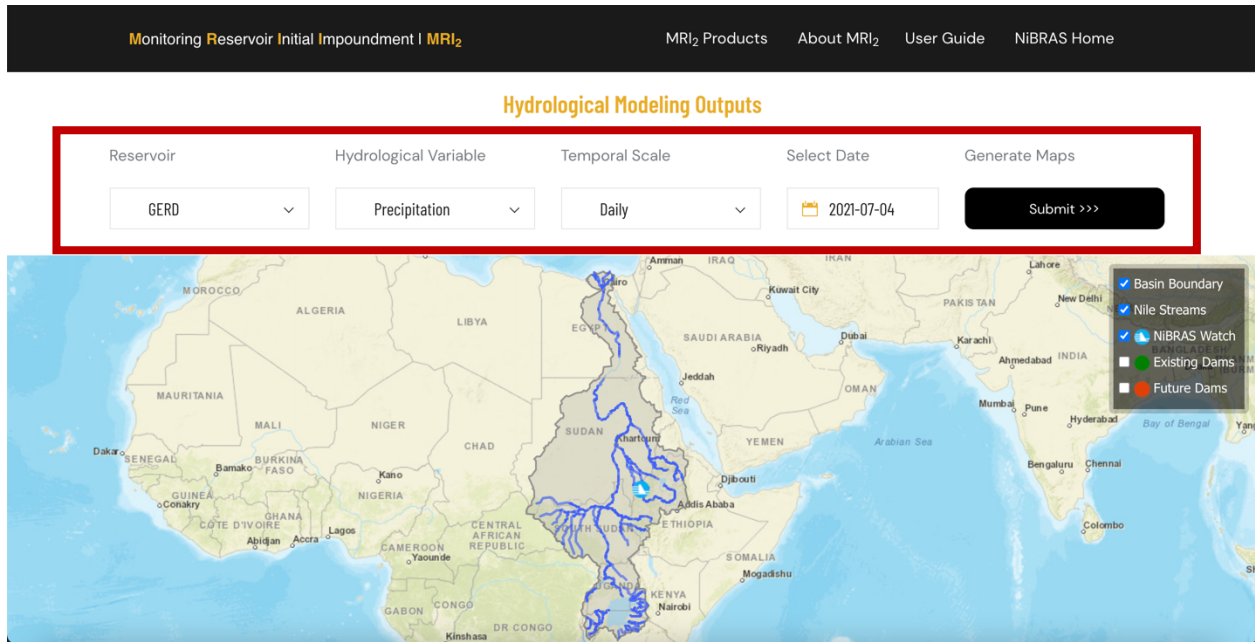 Monitoring Reservoir Initial Impoundment | MRI₂ MRI₂ Products About MRI₂ User Guide NiBRAS Home
Hydrological Modeling Outputs
Reservoir Hydrological Variable Temporal Scale Select Date Generate Maps
GERD Precipitation Daily 2021-07-04 Submit >>>
Amman IRAQ IRAN Lahore
Basin Boundary
MOROCCO Kuwait City New Delhi
PAKISTAN
ALGERIA LIBYA Nile Streams
EGYPT SAUDI ARABIA Dubai Karachi NiBRAS Watch
Riyadh BANGLADESH
Ahmedabad INDIA Existing Dams
Jeddah
MAURITANIA OMAN Future Dams
Red
Sea Mumbai Pune
MALI NIGER Hyderabad Bay of Bengal
CHAD SUDAN Khartoum YEMEN Arabian Sea
Dakar SENEGAL
BURKINA
FASO
Bamako Kano Djibouti Bengaluru Chennai
GUINEA NIGERIA Addis Ababa
Conakry
GHANA
COTE D'IVOIRE CENTRAL
AFRICAN
REPUBLIC
SOUTH SUDAN ETHIOPIA Colombo
Abidjan Accra Lagos
CAMEROON
Yaounde SOMALIA
Mogadishu
UGANDA KENYA
GABON CONGO Nairobi
DR CONGO
Kinshasa